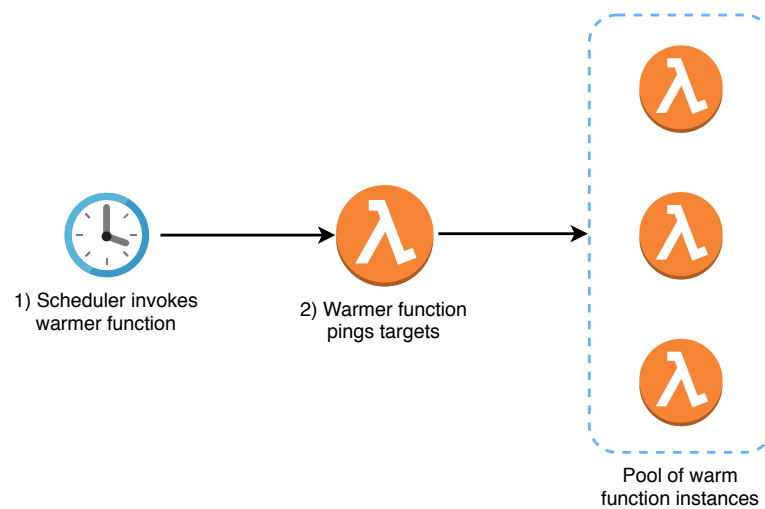 1) Scheduler invokes
warmer function
2) Warmer function
pings targets
Pool of warm
function instances